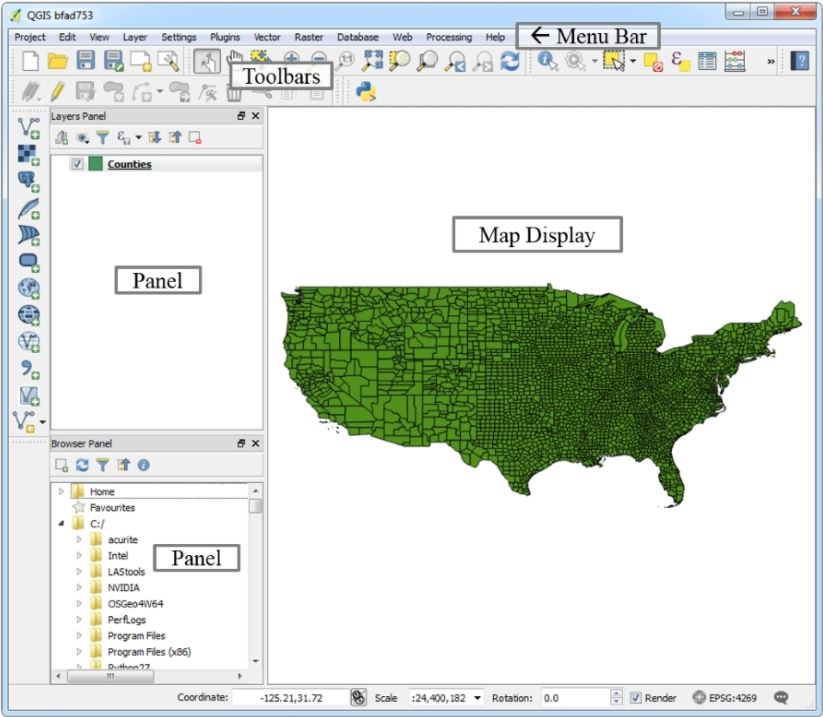 QGIS bfad753
Project Edit View Layer Settings Plugins Vector Raster Database Web Processing Help
← Menu Bar
Toolbars
»
Layers Panel
Counties
Panel
Map Display
Browser Panel
Home
Favourites
C:/
acurite
Intel
Panel
LAStools
NVIDIA
OSGeo4W64
PerfLogs
Program Files
Program Files (x86)
Python27
Coordinate: -125.21,31.72 Scale :24,400,182 Rotation: 0.0 Render EPSG:4269